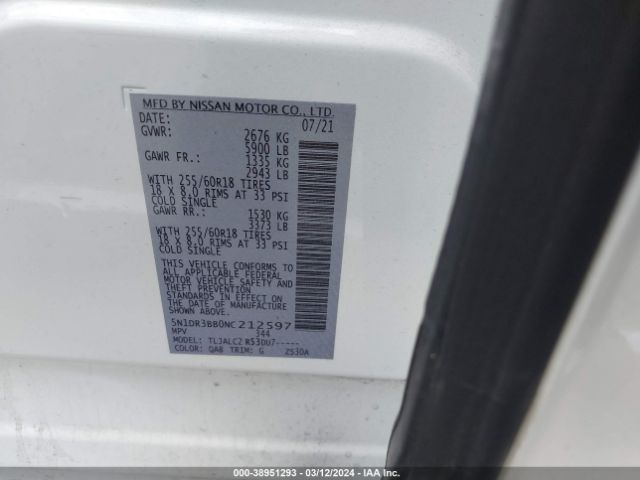 MFD BY NISSAN MOTOR CO., LTD.
DATE: 07/21
GVWR: 2676 KG
5900 LB
GAWR FR.: 1335 KG
2943 LB
WITH 255/60R18 TIRES
18 X 8.0 RIMS AT 33 PSI
COLD SINGLE
GAWR RR.: 1530 KG
3373 LB
WITH 255/60R18 TIRES
18 X 8.0 RIMS AT 33 PSI
COLD SINGLE
THIS VEHICLE CONFORMS TO
ALL APPLICABLE FEDERAL
MOTOR VEHICLE SAFETY AND
THEFT PREVENTION
STANDARDS IN EFFECT ON
THE DATE OF MANUFACTURE
SHOWN ABOVE.
5N1DR3BB0NC212597
MPV 344
MODEL: TLJALC2 R530U7-----
COLOR: QAB TRIM: G 2530A
000-38951293 - 03/12/2024 - IAA Inc.